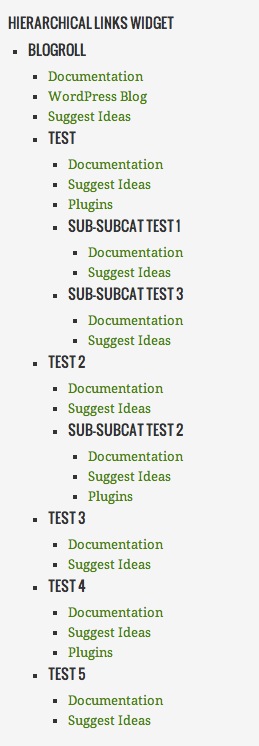 HIERARCHICAL LINKS WIDGET
BLOGROLL
Documentation
WordPress Blog
Suggest Ideas
TEST
Documentation
Suggest Ideas
Plugins
SUB-SUBCAT TEST 1
Documentation
Suggest Ideas
SUB-SUBCAT TEST 3
Documentation
Suggest Ideas
TEST 2
Documentation
Suggest Ideas
SUB-SUBCAT TEST 2
Documentation
Suggest Ideas
Plugins
TEST 3
Documentation
Suggest Ideas
TEST 4
Documentation
Suggest Ideas
Plugins
TEST 5
Documentation
Suggest Ideas